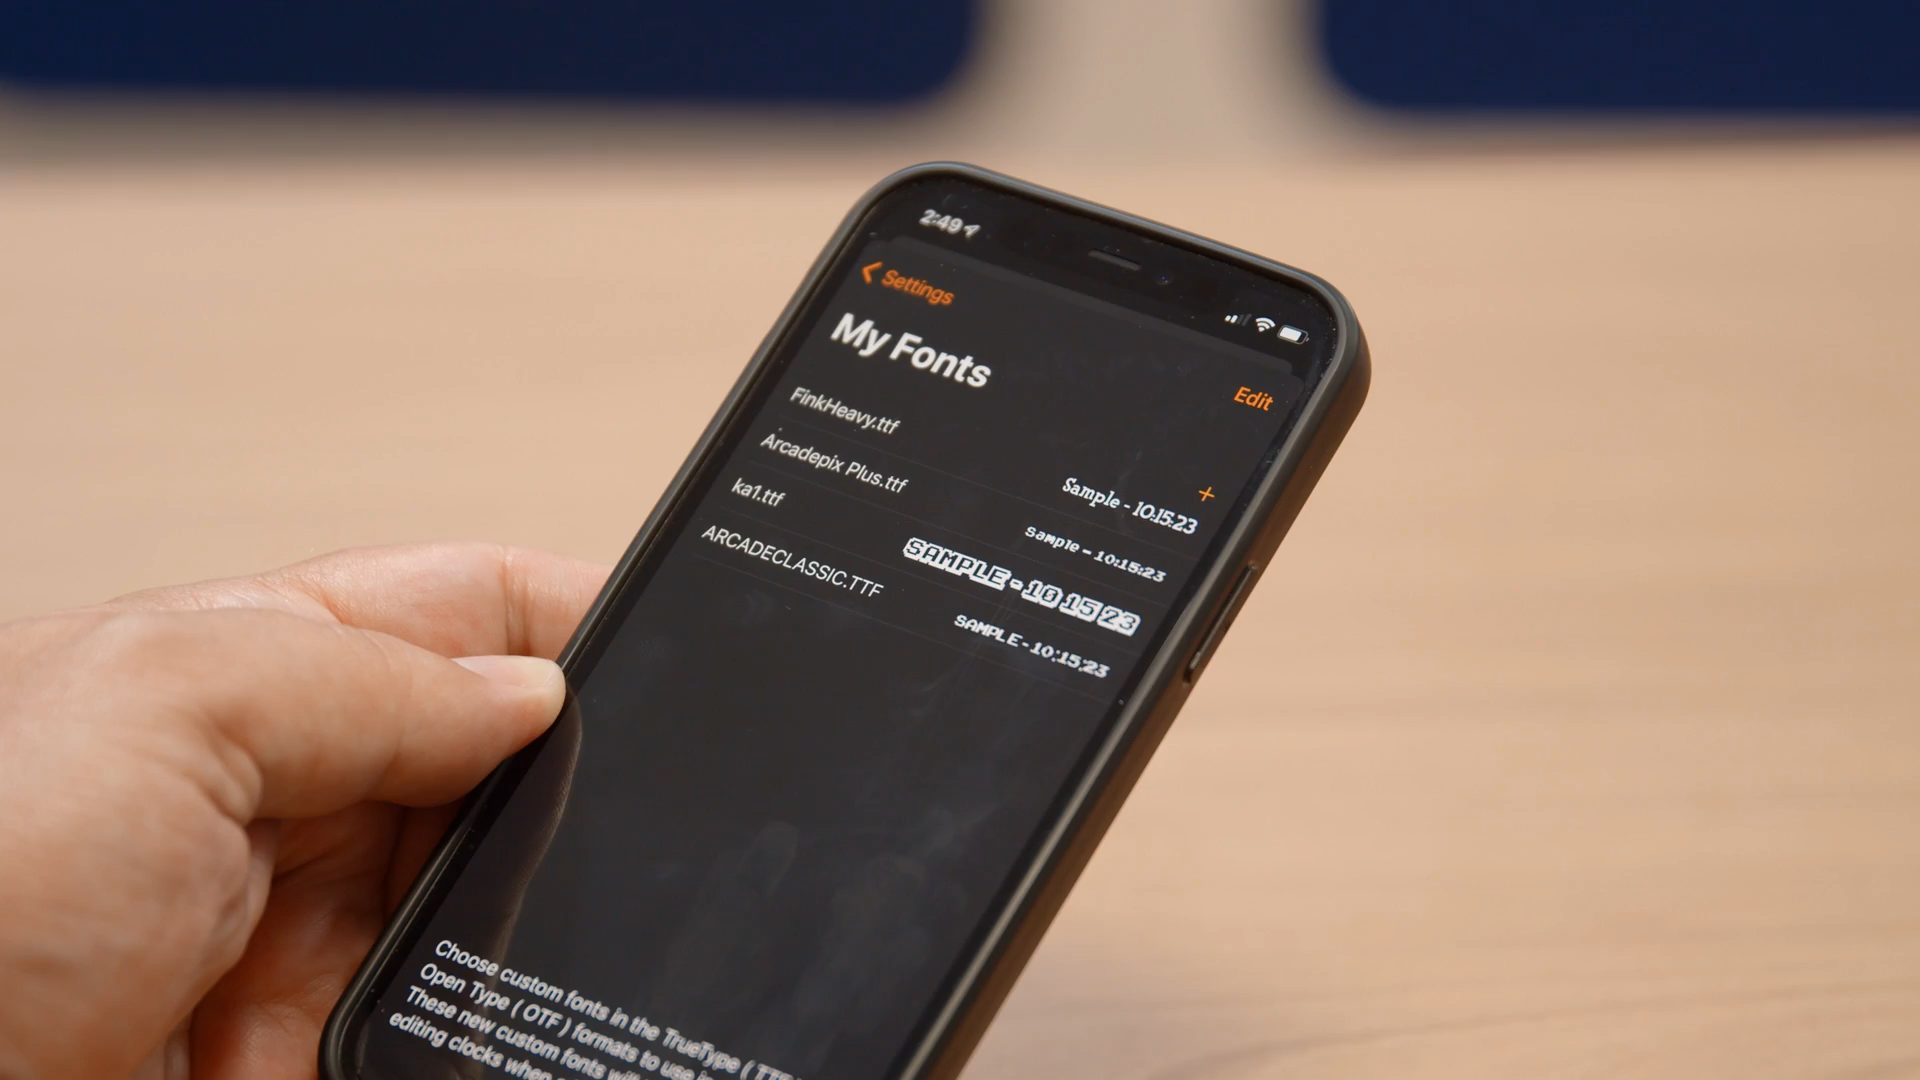 2:49
Settings
My Fonts
Edit
+
FinkHeavy.ttf
Sample - 10:15:23
Arcadepix Plus.ttf
Sample - 10:15:23
ka1.ttf
SAMPLE - 10 15 23
ARCADECLASSIC.TTF
SAMPLE - 10:15:23
Choose custom fonts in the TrueType ( TTF
Open Type ( OTF ) formats to use in
These new custom fonts will
editing clocks when